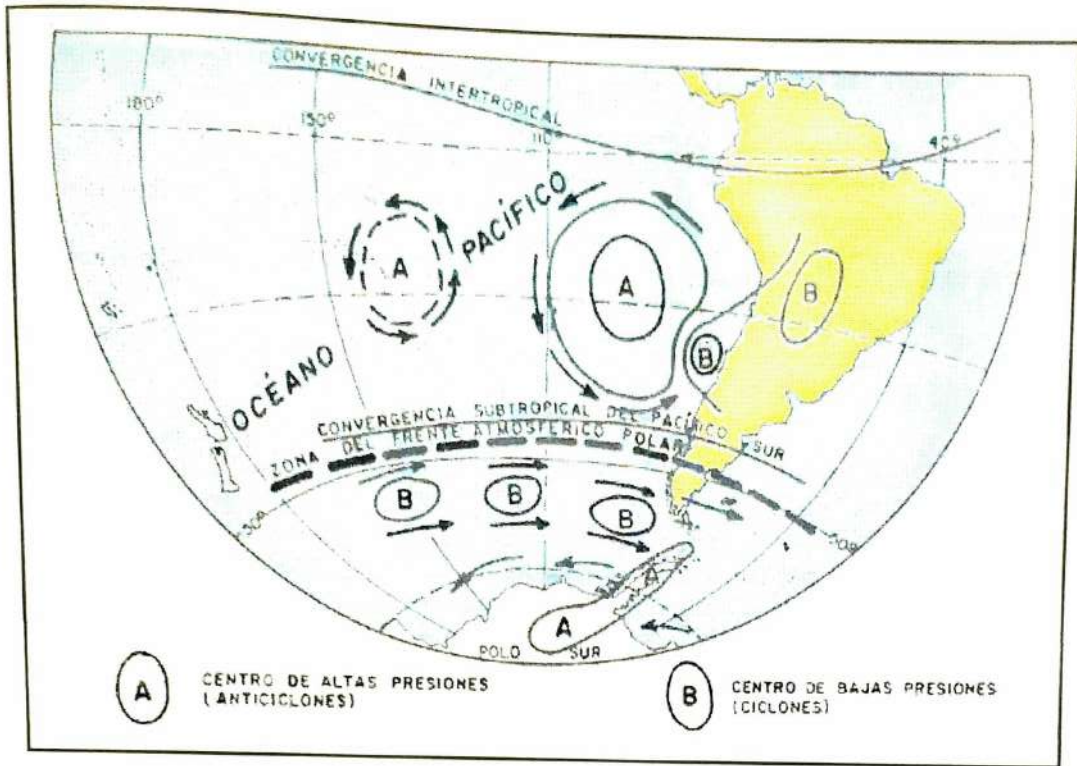 CONVERGENCIA INTERTROPICAL
180º
150º
110º
40º
A
PACÍFICO
A
B
B
OCÉANO
CONVERGENCIA SUBTROPICAL DEL PACÍFICO SUR
ZONA DEL FRENTE ATMOSFÉRICO POLAR
B
B
B
A
A
POLO SUR
A
CENTRO DE ALTAS PRESIONES
(ANTICICLONES)
B
CENTRO DE BAJAS PRESIONES
(CICLONES)